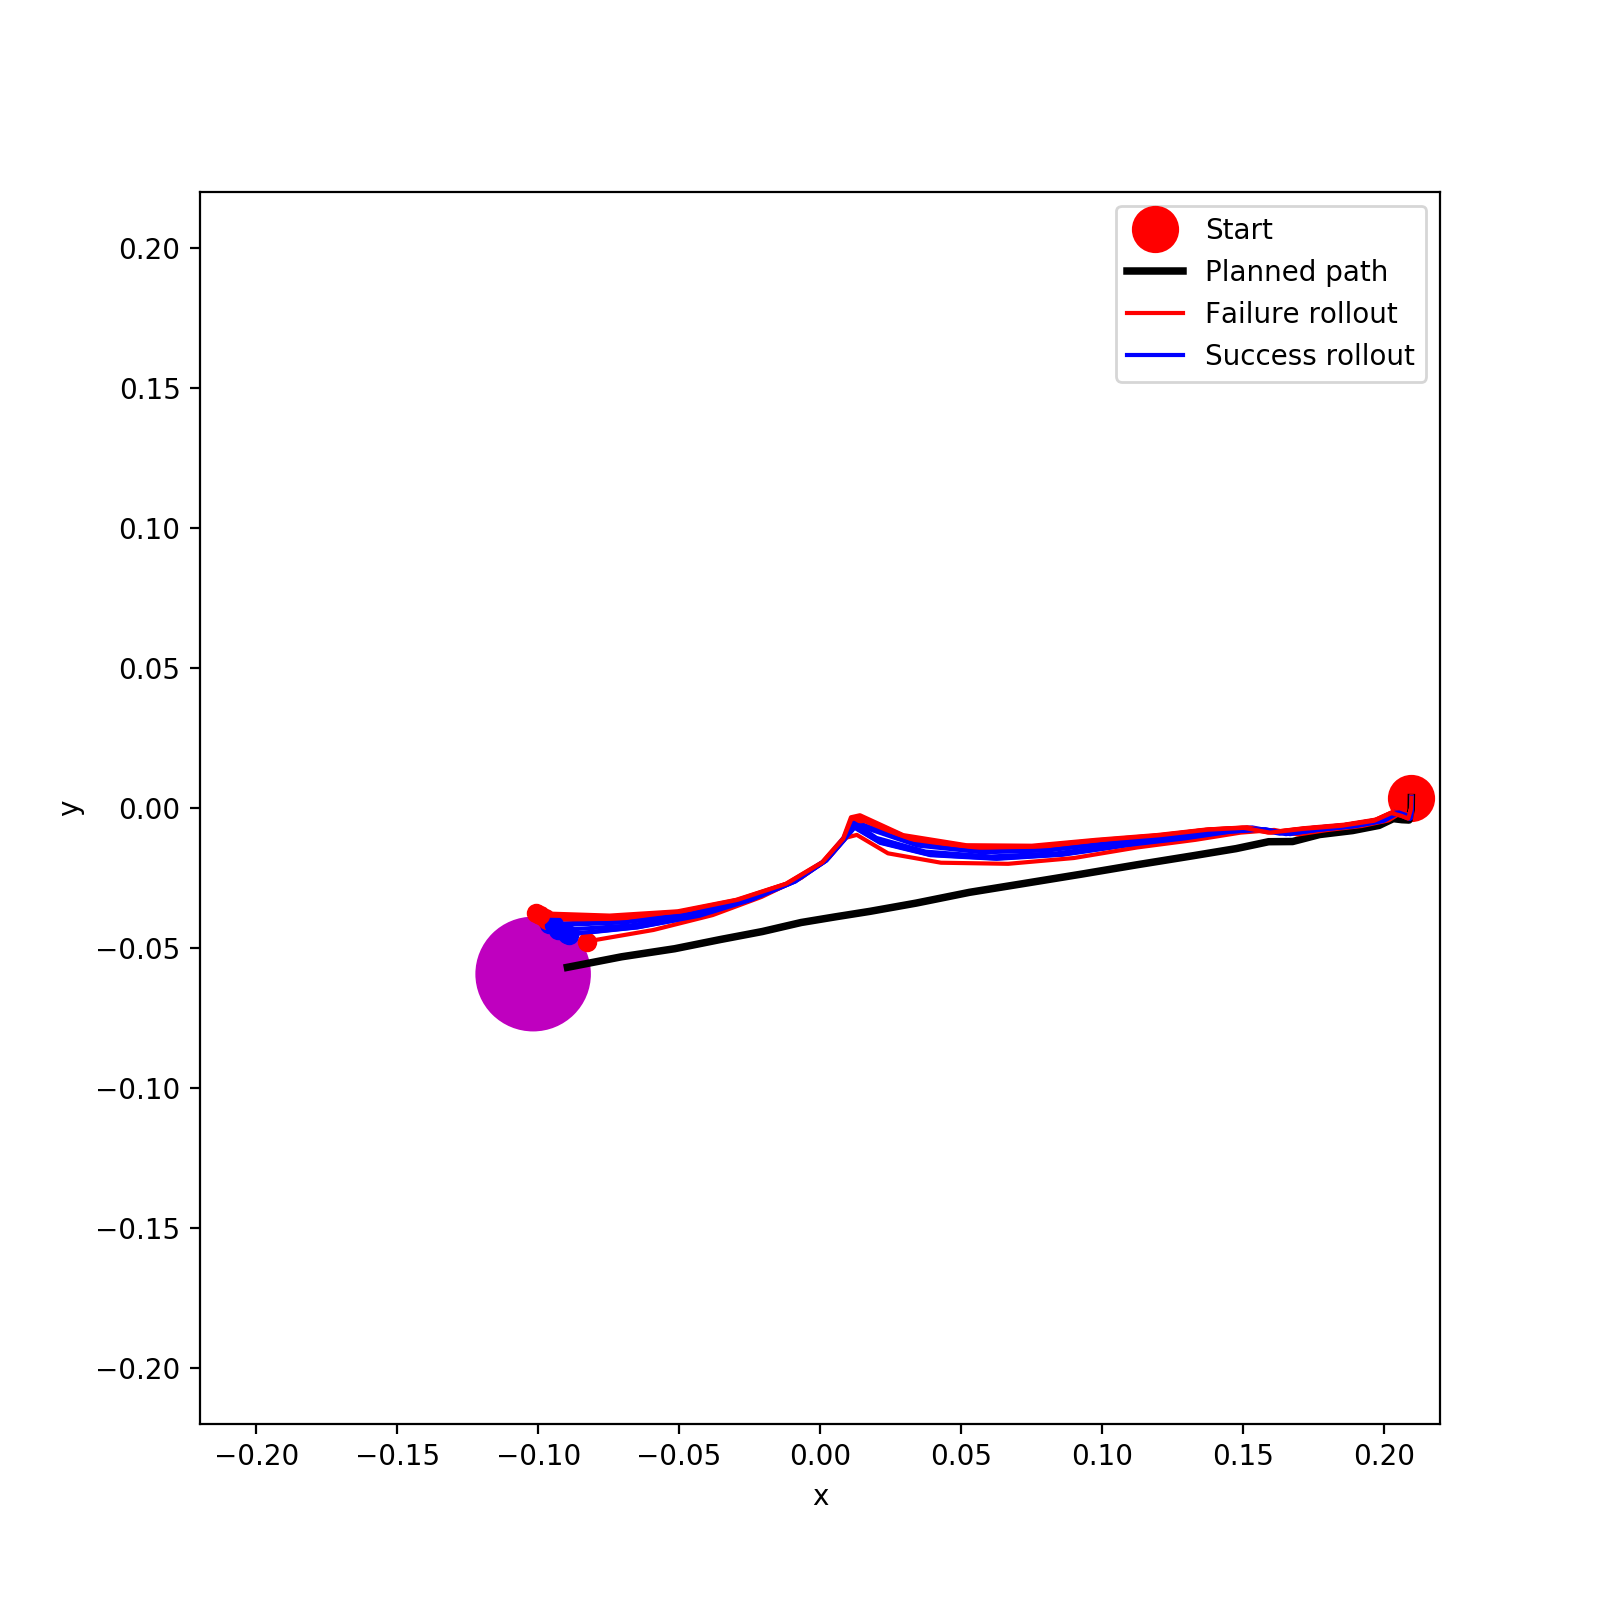 Start
Planned path
Failure rollout
Success rollout
0.20
0.15
0.10
0.05
0.00
−0.05
−0.10
−0.15
−0.20
y
−0.20 −0.15 −0.10 −0.05 0.00 0.05 0.10 0.15 0.20
x